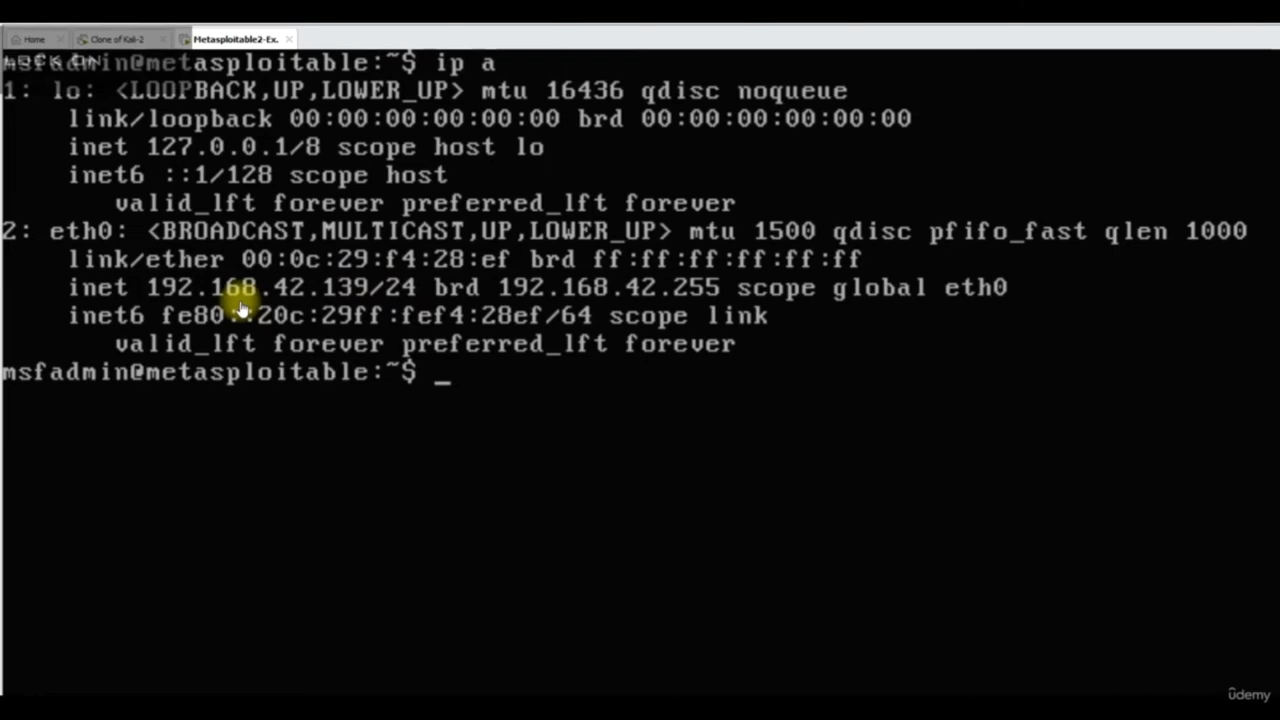 Home Clone of Kali-2 Metasploitable2-Ex.
msfadmin@metasploitable:~$ ip a
1: lo: <LOOPBACK,UP,LOWER_UP> mtu 16436 qdisc noqueue
link/loopback 00:00:00:00:00:00 brd 00:00:00:00:00:00
inet 127.0.0.1/8 scope host lo
inet6 ::1/128 scope host
valid_lft forever preferred_lft forever
2: eth0: <BROADCAST,MULTICAST,UP,LOWER_UP> mtu 1500 qdisc pfifo_fast qlen 1000
link/ether 00:0c:29:f4:28:ef brd ff:ff:ff:ff:ff:ff
inet 192.168.42.139/24 brd 192.168.42.255 scope global eth0
inet6 fe80::20c:29ff:fef4:28ef/64 scope link
valid_lft forever preferred_lft forever
msfadmin@metasploitable:~$ _
udemy